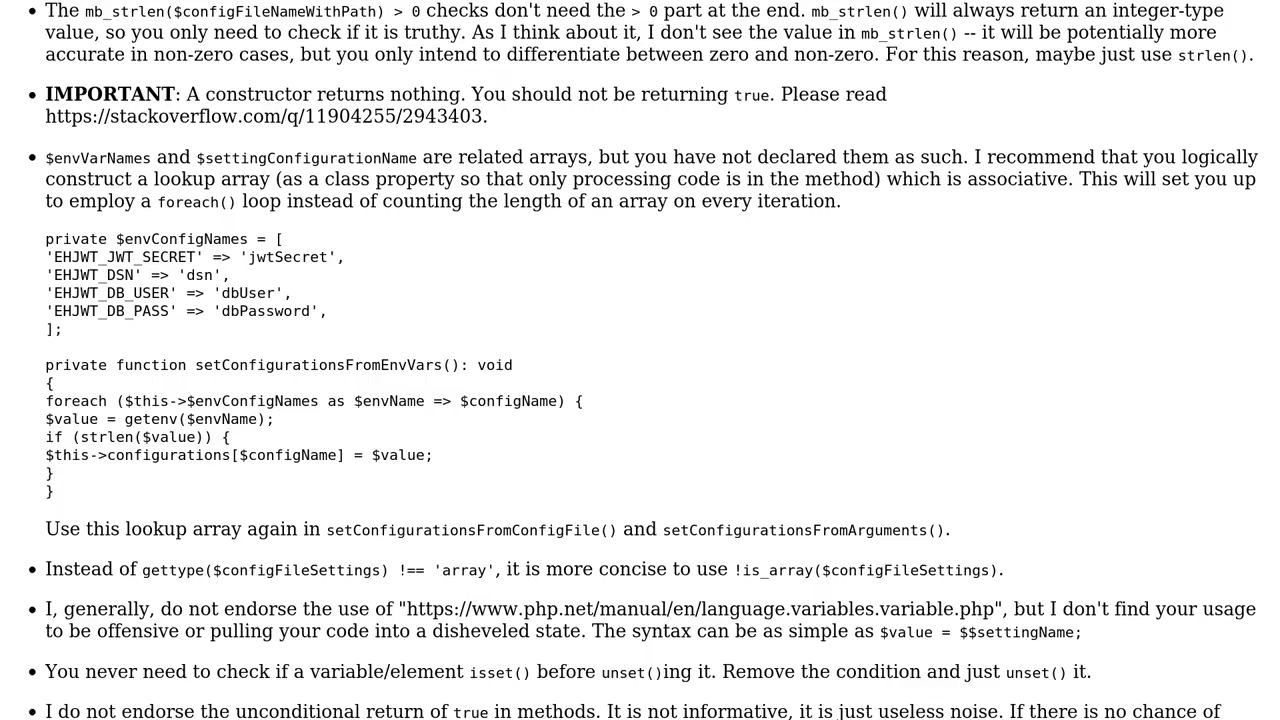 • The mb_strlen($configFileNameWithPath) > 0 checks don't need the > 0 part at the end. mb_strlen() will always return an integer-type
value, so you only need to check if it is truthy. As I think about it, I don't see the value in mb_strlen() -- it will be potentially more
accurate in non-zero cases, but you only intend to differentiate between zero and non-zero. For this reason, maybe just use strlen().
• IMPORTANT: A constructor returns nothing. You should not be returning true. Please read
https://stackoverflow.com/q/11904255/2943403.
• $envVarNames and $settingConfigurationName are related arrays, but you have not declared them as such. I recommend that you logically
construct a lookup array (as a class property so that only processing code is in the method) which is associative. This will set you up
to employ a foreach() loop instead of counting the length of an array on every iteration.
private $envConfigNames = [
'EHJWT_JWT_SECRET' => 'jwtSecret',
'EHJWT_DSN' => 'dsn',
'EHJWT_DB_USER' => 'dbUser',
'EHJWT_DB_PASS' => 'dbPassword',
];
private function setConfigurationsFromEnvVars(): void
{
foreach ($this->$envConfigNames as $envName => $configName) {
$value = getenv($envName);
if (strlen($value)) {
$this->configurations[$configName] = $value;
}
}
Use this lookup array again in setConfigurationsFromConfigFile() and setConfigurationsFromArguments().
• Instead of gettype($configFileSettings) !== 'array', it is more concise to use !is_array($configFileSettings).
• I, generally, do not endorse the use of "https://www.php.net/manual/en/language.variables.variable.php", but I don't find your usage
to be offensive or pulling your code into a disheveled state. The syntax can be as simple as $value = $$settingName;
• You never need to check if a variable/element isset() before unset()ing it. Remove the condition and just unset() it.
• I do not endorse the unconditional return of true in methods. It is not informative, it is just useless noise. If there is no chance of